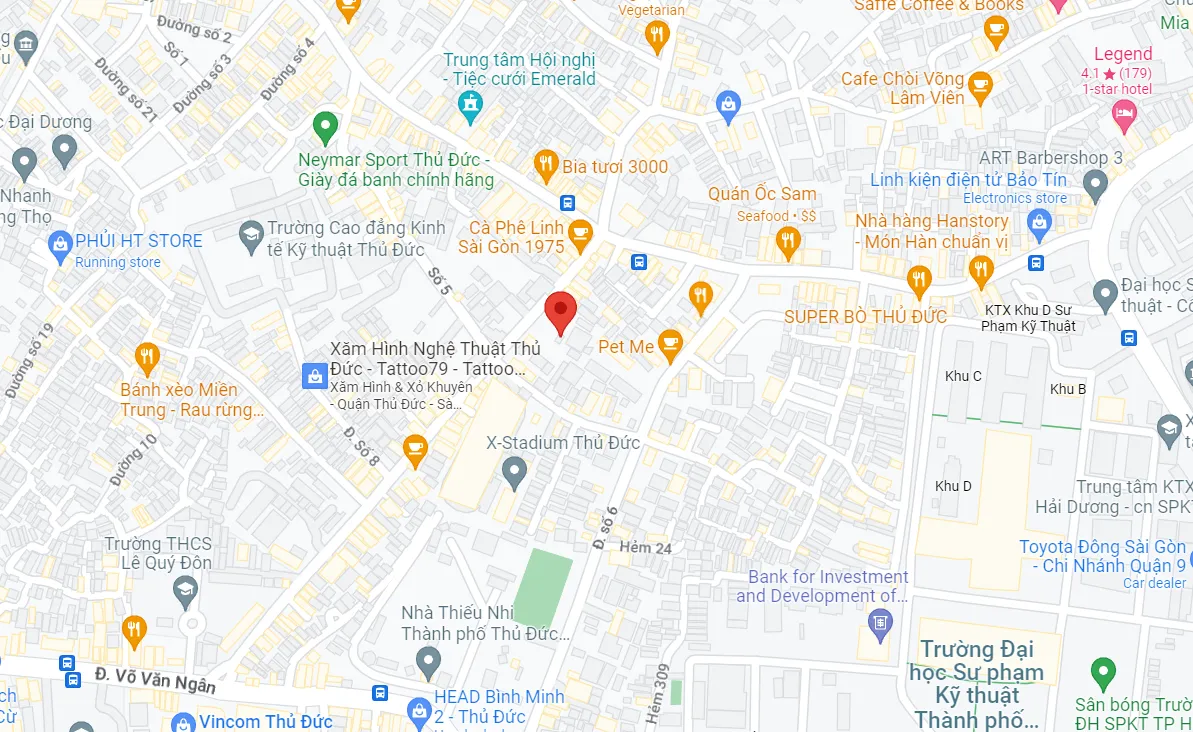 Saffe Coffee & Books
Vegetarian
Mia
Đường số 2
Số 1
Đường số 3
Đường số 4
Đường số 21
Trung tâm Hội nghị
- Tiệc cưới Emerald
Legend
4.1 ★ (179)
1-star hotel
Cafe Chòi Võng
Lâm Viên
Đại Dương
Neymar Sport Thủ Đức -
Giày đá banh chính hãng
Bia tươi 3000
ART Barbershop 3
Linh kiện điện tử Bảo Tín
Electronics store
Quán Ốc Sam
Seafood • $$
Nhanh
Thọ
Trường Cao đẳng Kinh
tế Kỹ thuật Thủ Đức
Cà Phê Linh
Sài Gòn 1975
Nhà hàng Hanstory
- Món Hàn chuẩn vị
PHỦI HT STORE
Running store
Số 5
Đại học S
thuật - Cô
SUPER BÒ THỦ ĐỨC
KTX Khu D Sư
Phạm Kỹ Thuật
Đường số 19
Xăm Hình Nghệ Thuật Thủ
Đức - Tattoo79 - Tattoo...
Xăm Hình & Xỏ Khuyên
- Quận Thủ Đức - Sà...
Pet Me
Khu C
Khu B
Bánh xèo Miền
Trung - Rau rừng...
Đường 10
Đ. Số 8
X-Stadium Thủ Đức
Khu D
Trung tâm KTX
Hải Dương - cn SPKT
Đ. số 6
Hẻm 24
Trường THCS
Lê Quý Đôn
Toyota Đông Sài Gòn
- Chi Nhánh Quận 9
Car dealer
Bank for Investment
and Development of...
Nhà Thiếu Nhi
Thành phố Thủ Đức...
Trường Đại
học Sư phạm
Kỹ thuật
Thành phố...
Đ. Võ Văn Ngân
Hẻm 309
HEAD Bình Minh
2 - Thủ Đức
Vincom Thủ Đức
Sân bóng Trườ
ĐH SPKT TP H